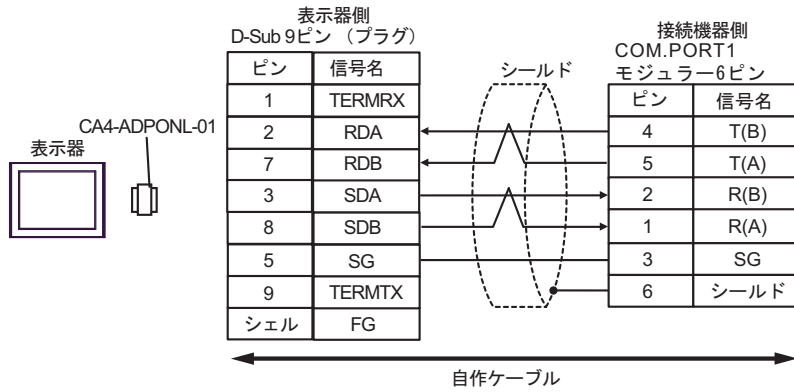 表示器側
D-Sub 9ピン （プラグ）
接続機器側
COM.PORT1
モジュラー6ピン
シールド
CA4-ADPONL-01
表示器
ピン 信号名
1 TERMRX
2 RDA
7 RDB
3 SDA
8 SDB
5 SG
9 TERMTX
シェル FG
ピン 信号名
4 T(B)
5 T(A)
2 R(B)
1 R(A)
3 SG
6 シールド
自作ケーブル